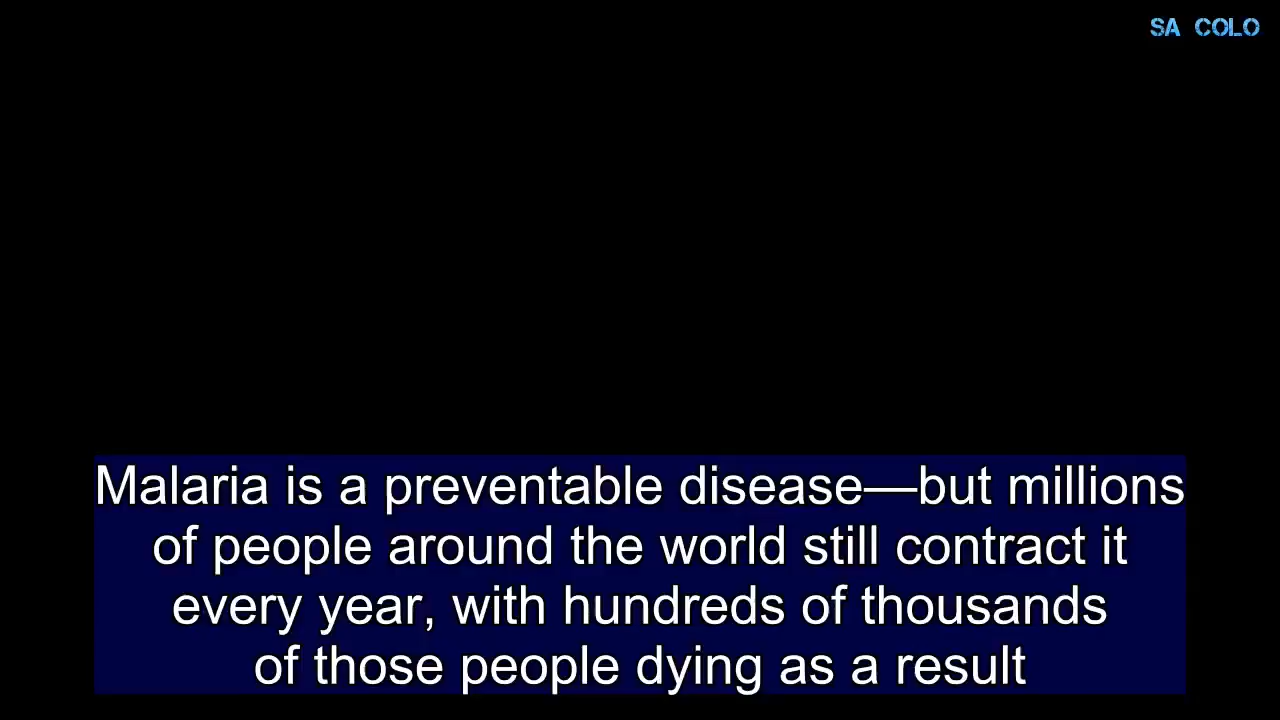 SA COLO
Malaria is a preventable disease—but millions
of people around the world still contract it
every year, with hundreds of thousands
of those people dying as a result